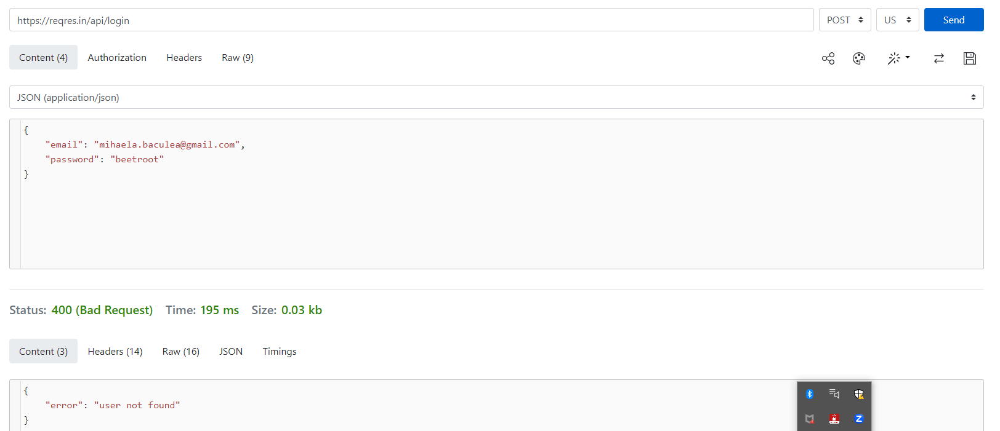 https://reqres.in/api/login POST US Send
Content (4) Authorization Headers Raw (9)
JSON (application/json)
{
"email": "mihaela.baculea@gmail.com",
"password": "beetroot"
}
Status: 400 (Bad Request) Time: 195 ms Size: 0.03 kb
Content (3) Headers (14) Raw (16) JSON Timings
{
"error": "user not found"
}